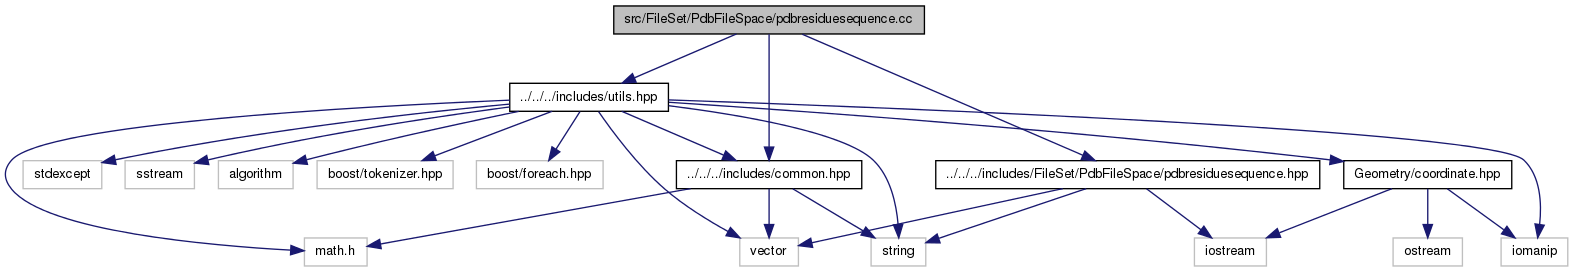 src/FileSet/PdbFileSpace/pdbresiduesequence.cc
../../../includes/utils.hpp
stdexcept
sstream
algorithm
boost/tokenizer.hpp
boost/foreach.hpp
../../../includes/common.hpp
../../../includes/FileSet/PdbFileSpace/pdbresiduesequence.hpp
Geometry/coordinate.hpp
math.h
vector
string
iostream
ostream
iomanip